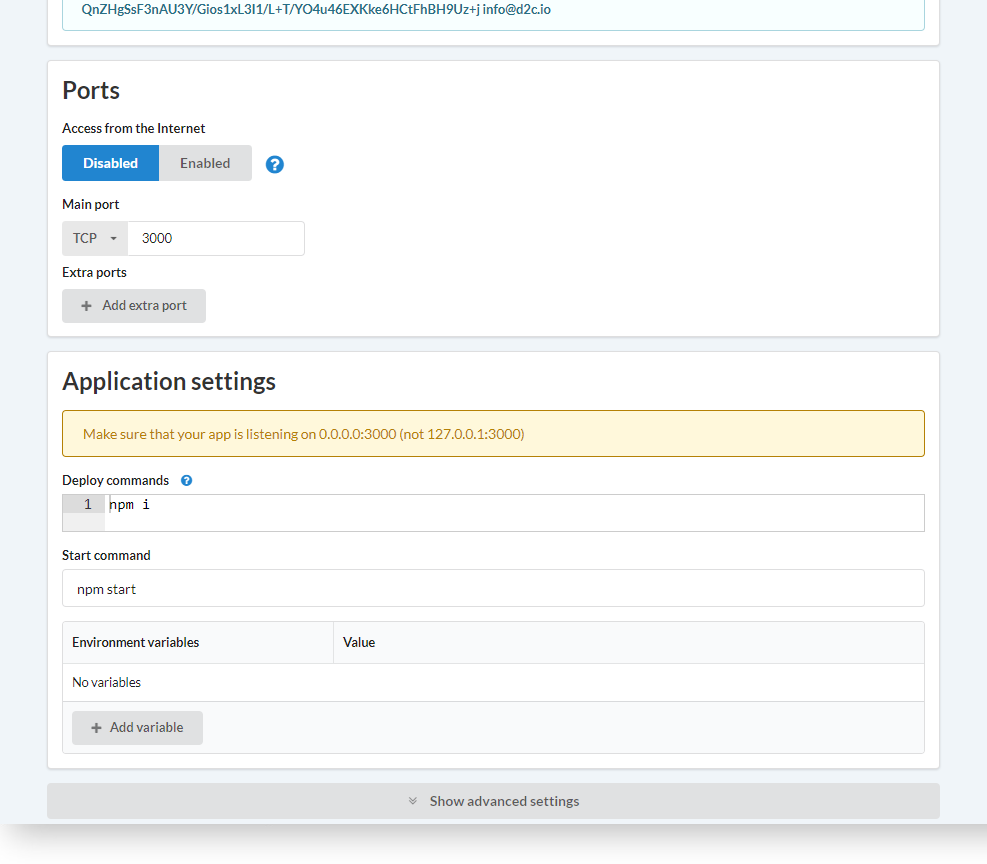 QnZHgSsF3nAU3Y/Gios1xL3I1/L+T/YO4u46EXKke6HCtFhBH9Uz+j info@d2c.io
Ports
Access from the Internet
Disabled Enabled ?
Main port
TCP 3000
Extra ports
+ Add extra port
Application settings
Make sure that your app is listening on 0.0.0.0:3000 (not 127.0.0.1:3000)
Deploy commands ?
1 npm i
Start command
npm start
Environment variables Value
No variables
+ Add variable
Show advanced settings